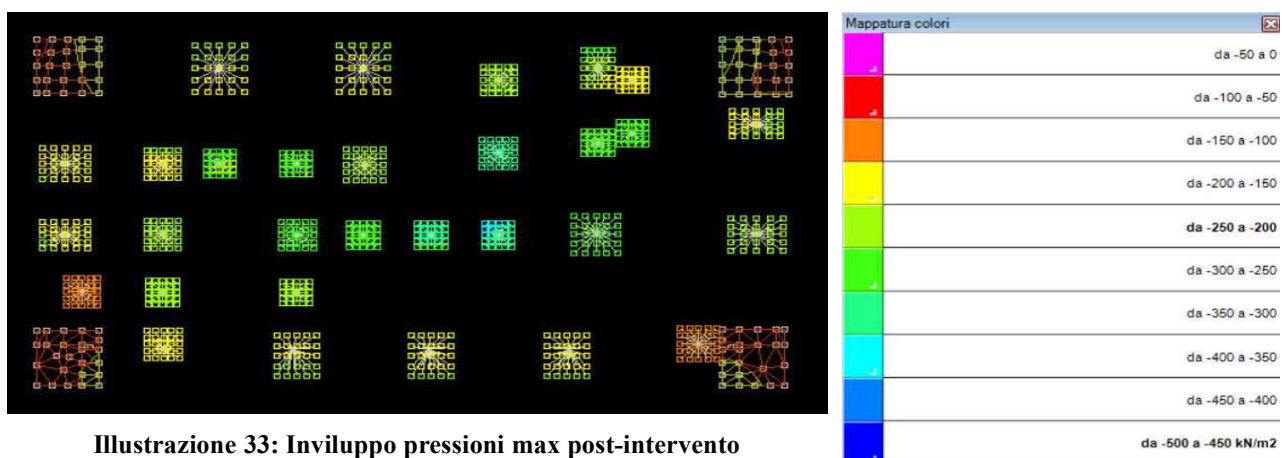 Mappatura colori
da -50 a 0
da -100 a -50
da -150 a -100
da -200 a -150
da -250 a -200
da -300 a -250
da -350 a -300
da -400 a -350
da -450 a -400
da -500 a -450 kN/m2
Illustrazione 33: Inviluppo pressioni max post-intervento